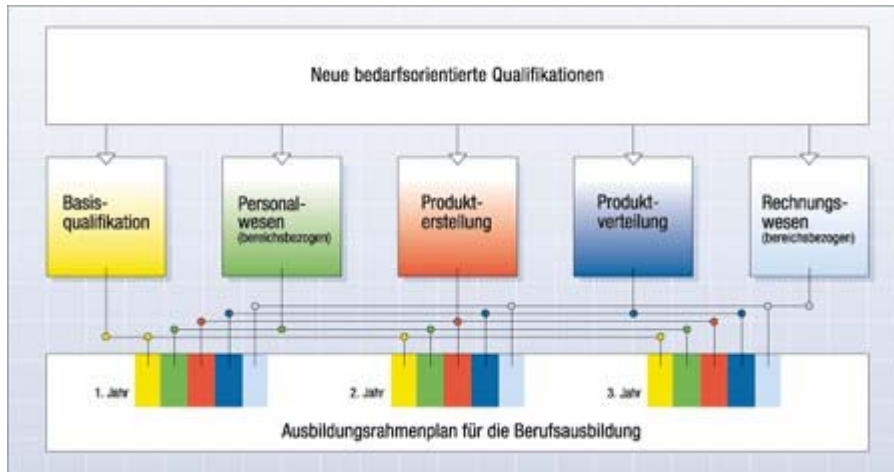 Neue bedarfsorientierte Qualifikationen
Basis-
qualifikation
Personal-
wesen
(bereichsbezogen)
Produkt-
erstellung
Produkt-
verteilung
Rechnungs-
wesen
(bereichsbezogen)
1. Jahr
2. Jahr
3. Jahr
Ausbildungsrahmenplan für die Berufsausbildung